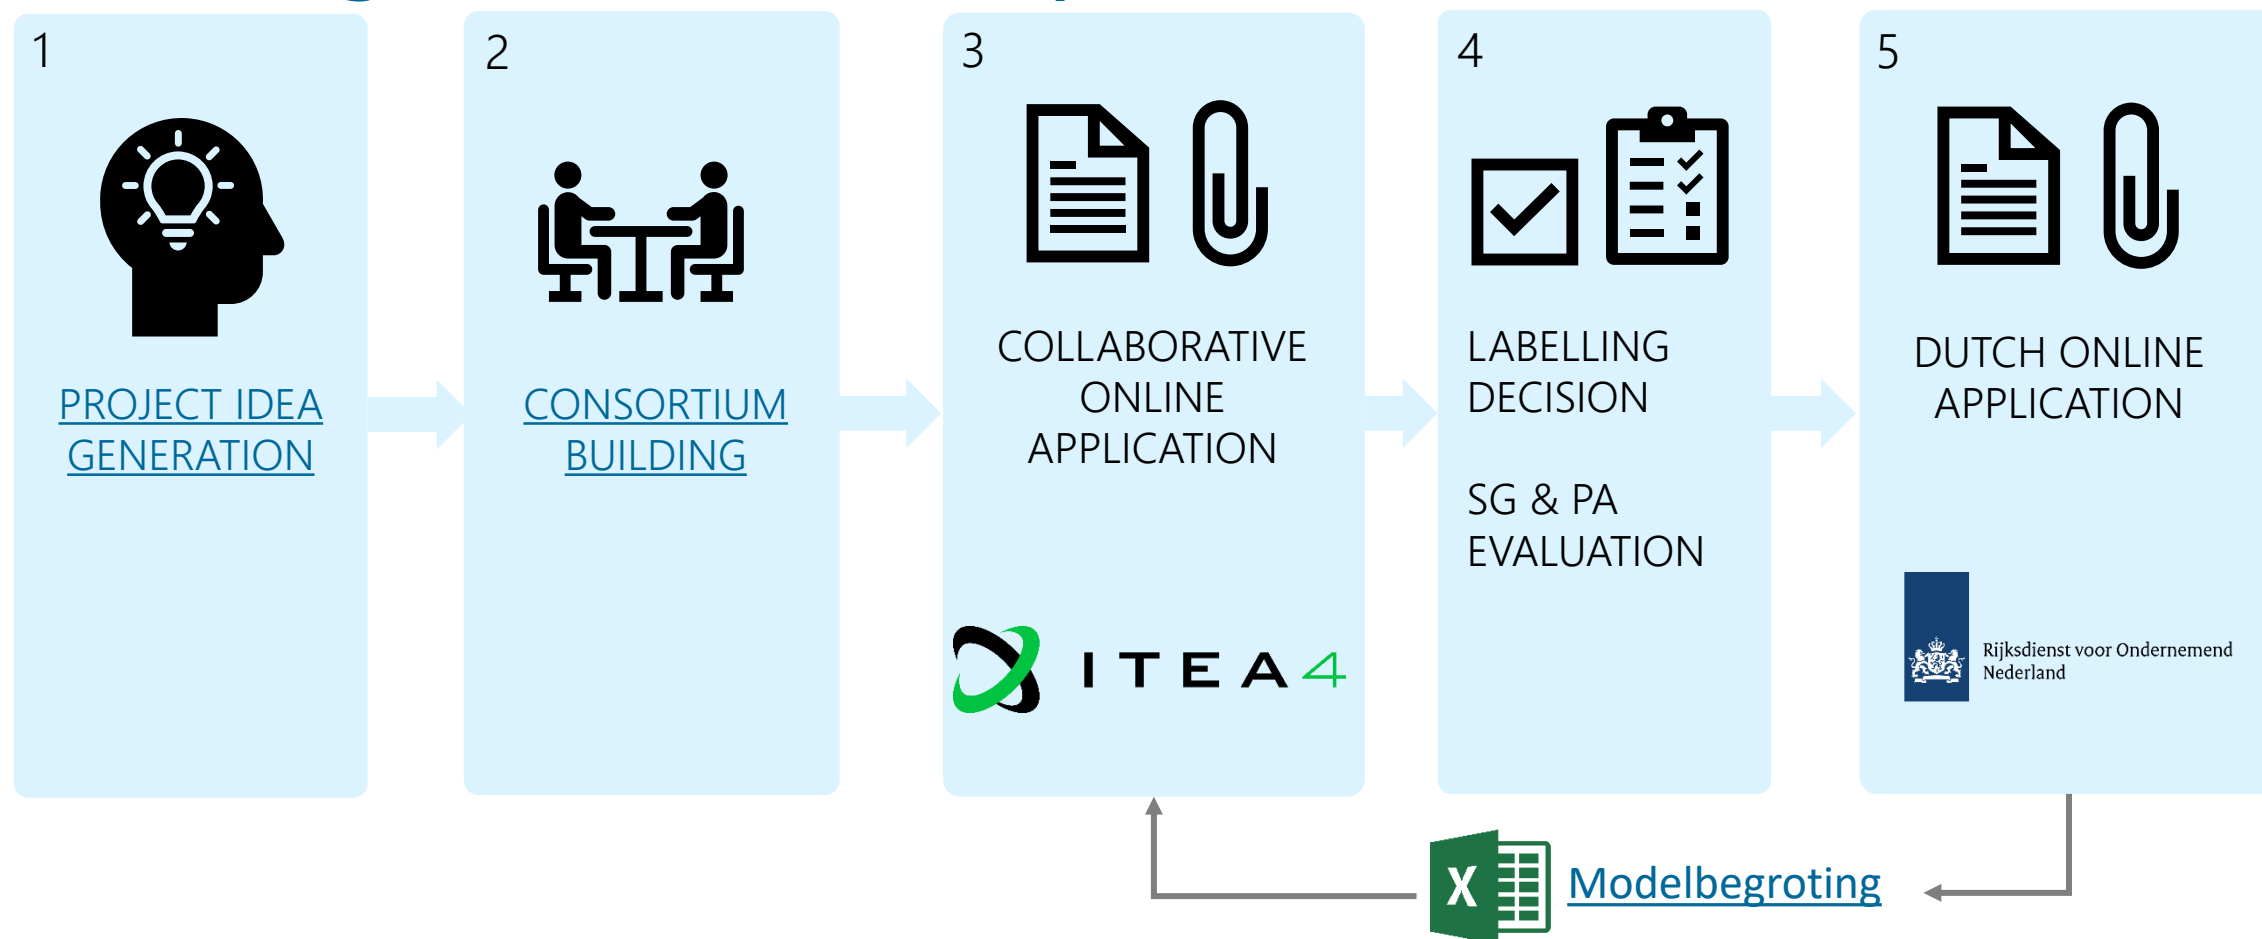 1
PROJECT IDEA
GENERATION
2
CONSORTIUM
BUILDING
3
COLLABORATIVE
ONLINE
APPLICATION
ITEA4
4
LABELLING
DECISION
SG & PA
EVALUATION
5
DUTCH ONLINE
APPLICATION
Rijksdienst voor Ondernemend
Nederland
X
Modelbegroting